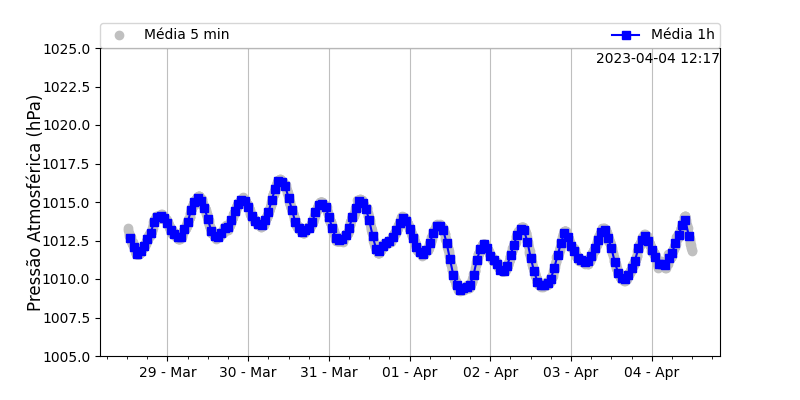 Média 5 min
Média 1h
2023-04-04 12:17
Pressão Atmosférica (hPa)
1025.0
1022.5
1020.0
1017.5
1015.0
1012.5
1010.0
1007.5
1005.0
29 - Mar
30 - Mar
31 - Mar
01 - Apr
02 - Apr
03 - Apr
04 - Apr